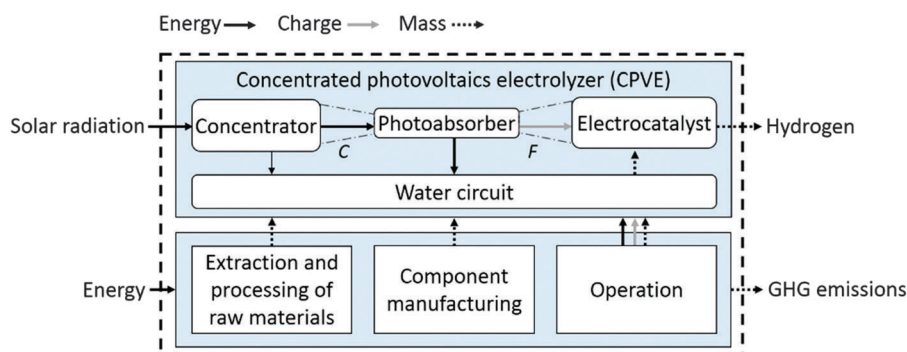 Energy Charge Mass
Concentrated photovoltaics electrolyzer (CPVE)
Solar radiation Concentrator Photoabsorber Electrocatalyst Hydrogen
C F
Water circuit
Energy
Extraction and
processing of
raw materials
Component
manufacturing
Operation
GHG emissions